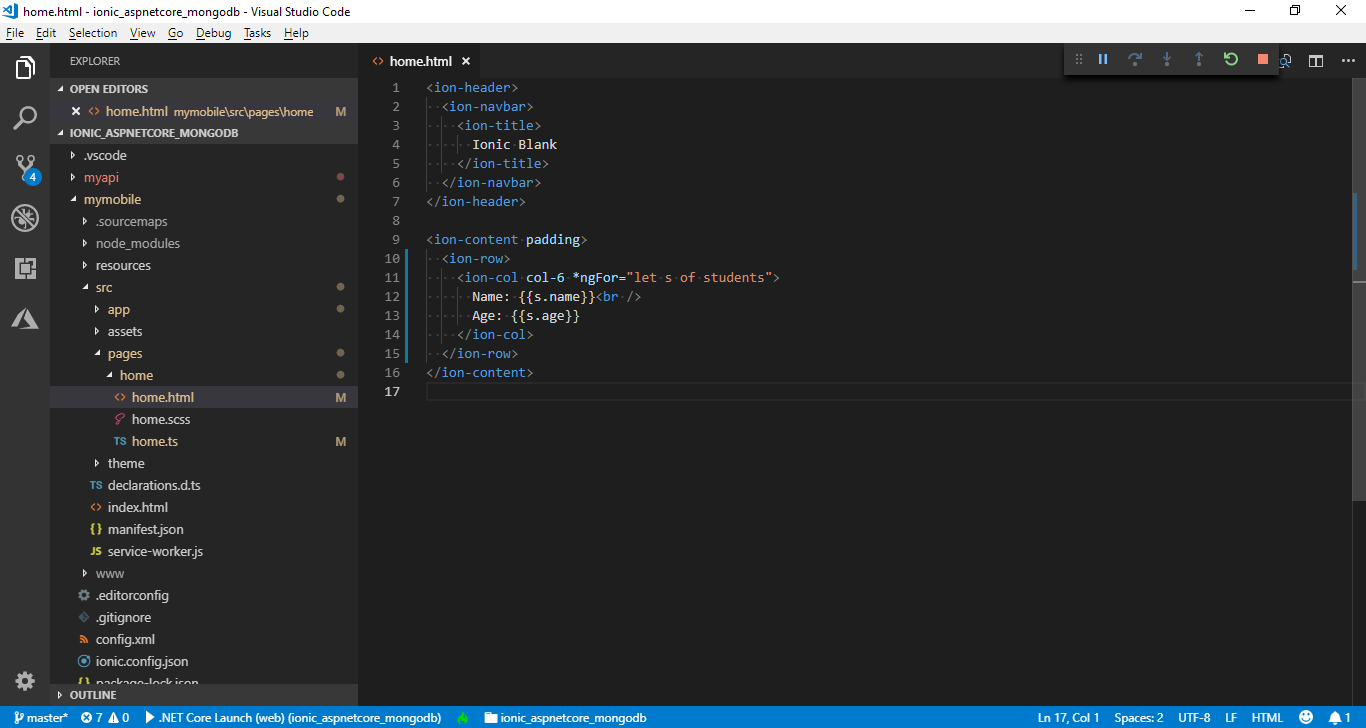 home.html - ionic_aspnetcore_mongodb - Visual Studio Code
File Edit Selection View Go Debug Tasks Help
EXPLORER
OPEN EDITORS
home.html mymobile\src\pages\home M
IONIC_ASPNETCORE_MONGODB
.vscode
myapi
mymobile
.sourcemaps
node_modules
resources
src
app
assets
pages
home
home.html M
home.scss
TS home.ts M
theme
TS declarations.d.ts
index.html
{} manifest.json
JS service-worker.js
www
.editorconfig
.gitignore
config.xml
ionic.config.json
{} package-lock.json
OUTLINE
4
home.html
1 <ion-header>
2 <ion-navbar>
3 <ion-title>
4 Ionic Blank
5 </ion-title>
6 </ion-navbar>
7 </ion-header>
8
9 <ion-content padding>
10 <ion-row>
11 <ion-col col-6 *ngFor="let s of students">
12 Name: {{s.name}}<br />
13 Age: {{s.age}}
14 </ion-col>
15 </ion-row>
16 </ion-content>
17
master* 7 0 .NET Core Launch (web) (ionic_aspnetcore_mongodb) ionic_aspnetcore_mongodb Ln 17, Col 1 Spaces: 2 UTF-8 LF HTML 1